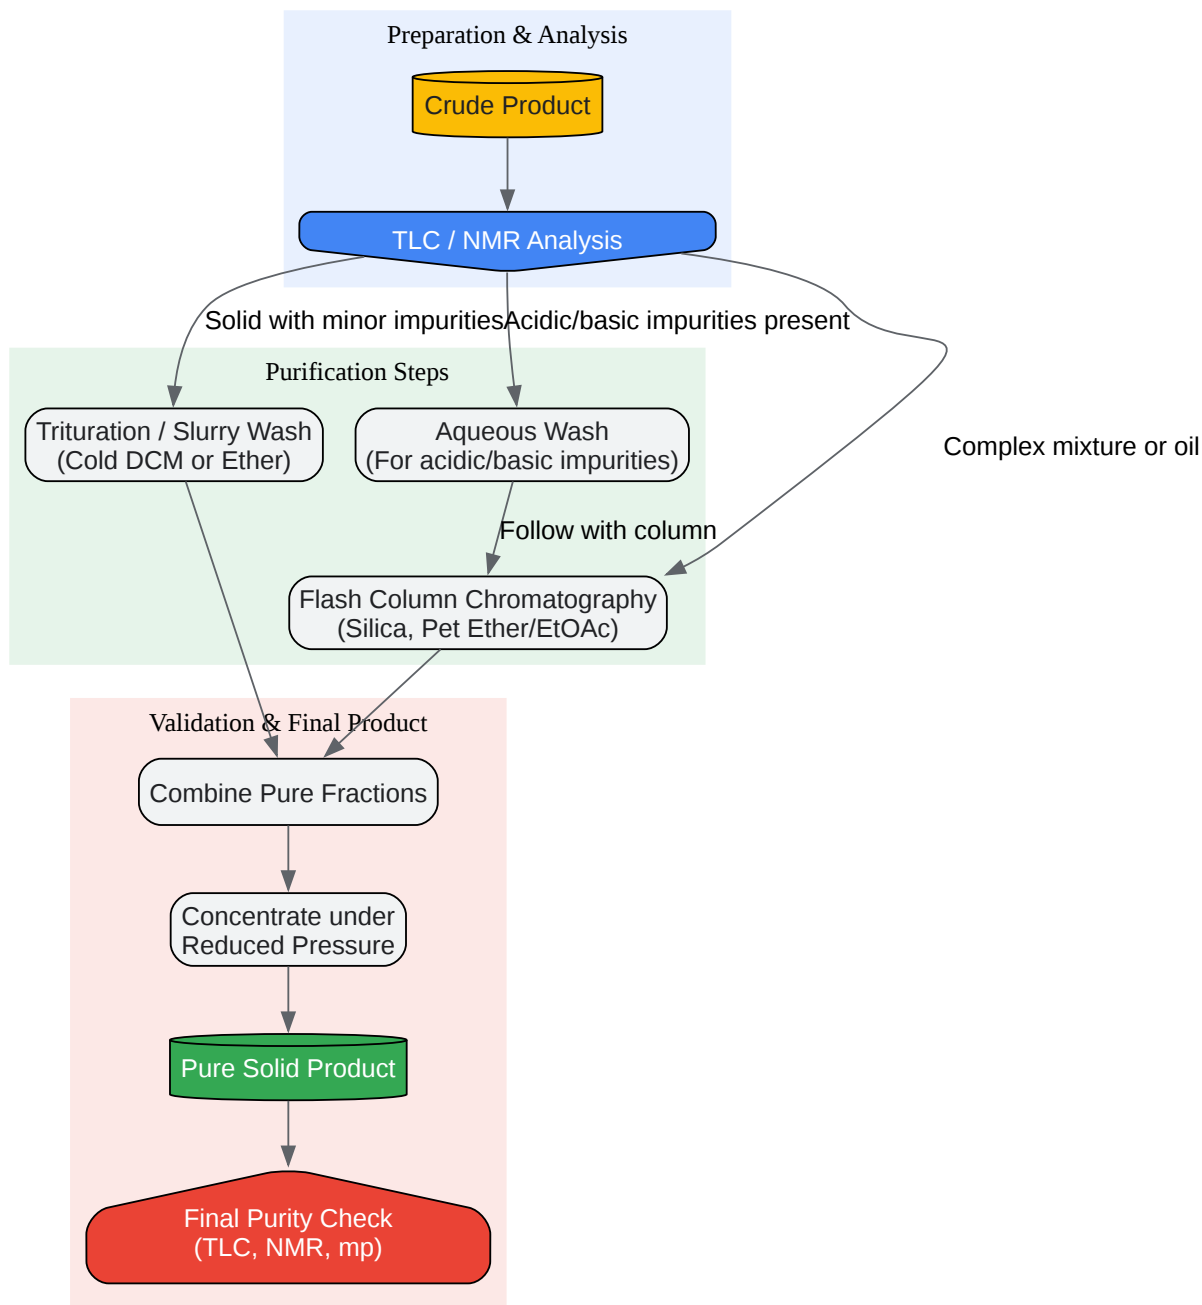 Preparation & Analysis
Crude Product
TLC / NMR Analysis
Solid with minor impurities
Acidic/basic impurities present
Purification Steps
Trituration / Slurry Wash
(Cold DCM or Ether)
Aqueous Wash
(For acidic/basic impurities)
Complex mixture or oil
Follow with column
Flash Column Chromatography
(Silica, Pet Ether/EtOAc)
Validation & Final Product
Combine Pure Fractions
Concentrate under
Reduced Pressure
Pure Solid Product
Final Purity Check
(TLC, NMR, mp)